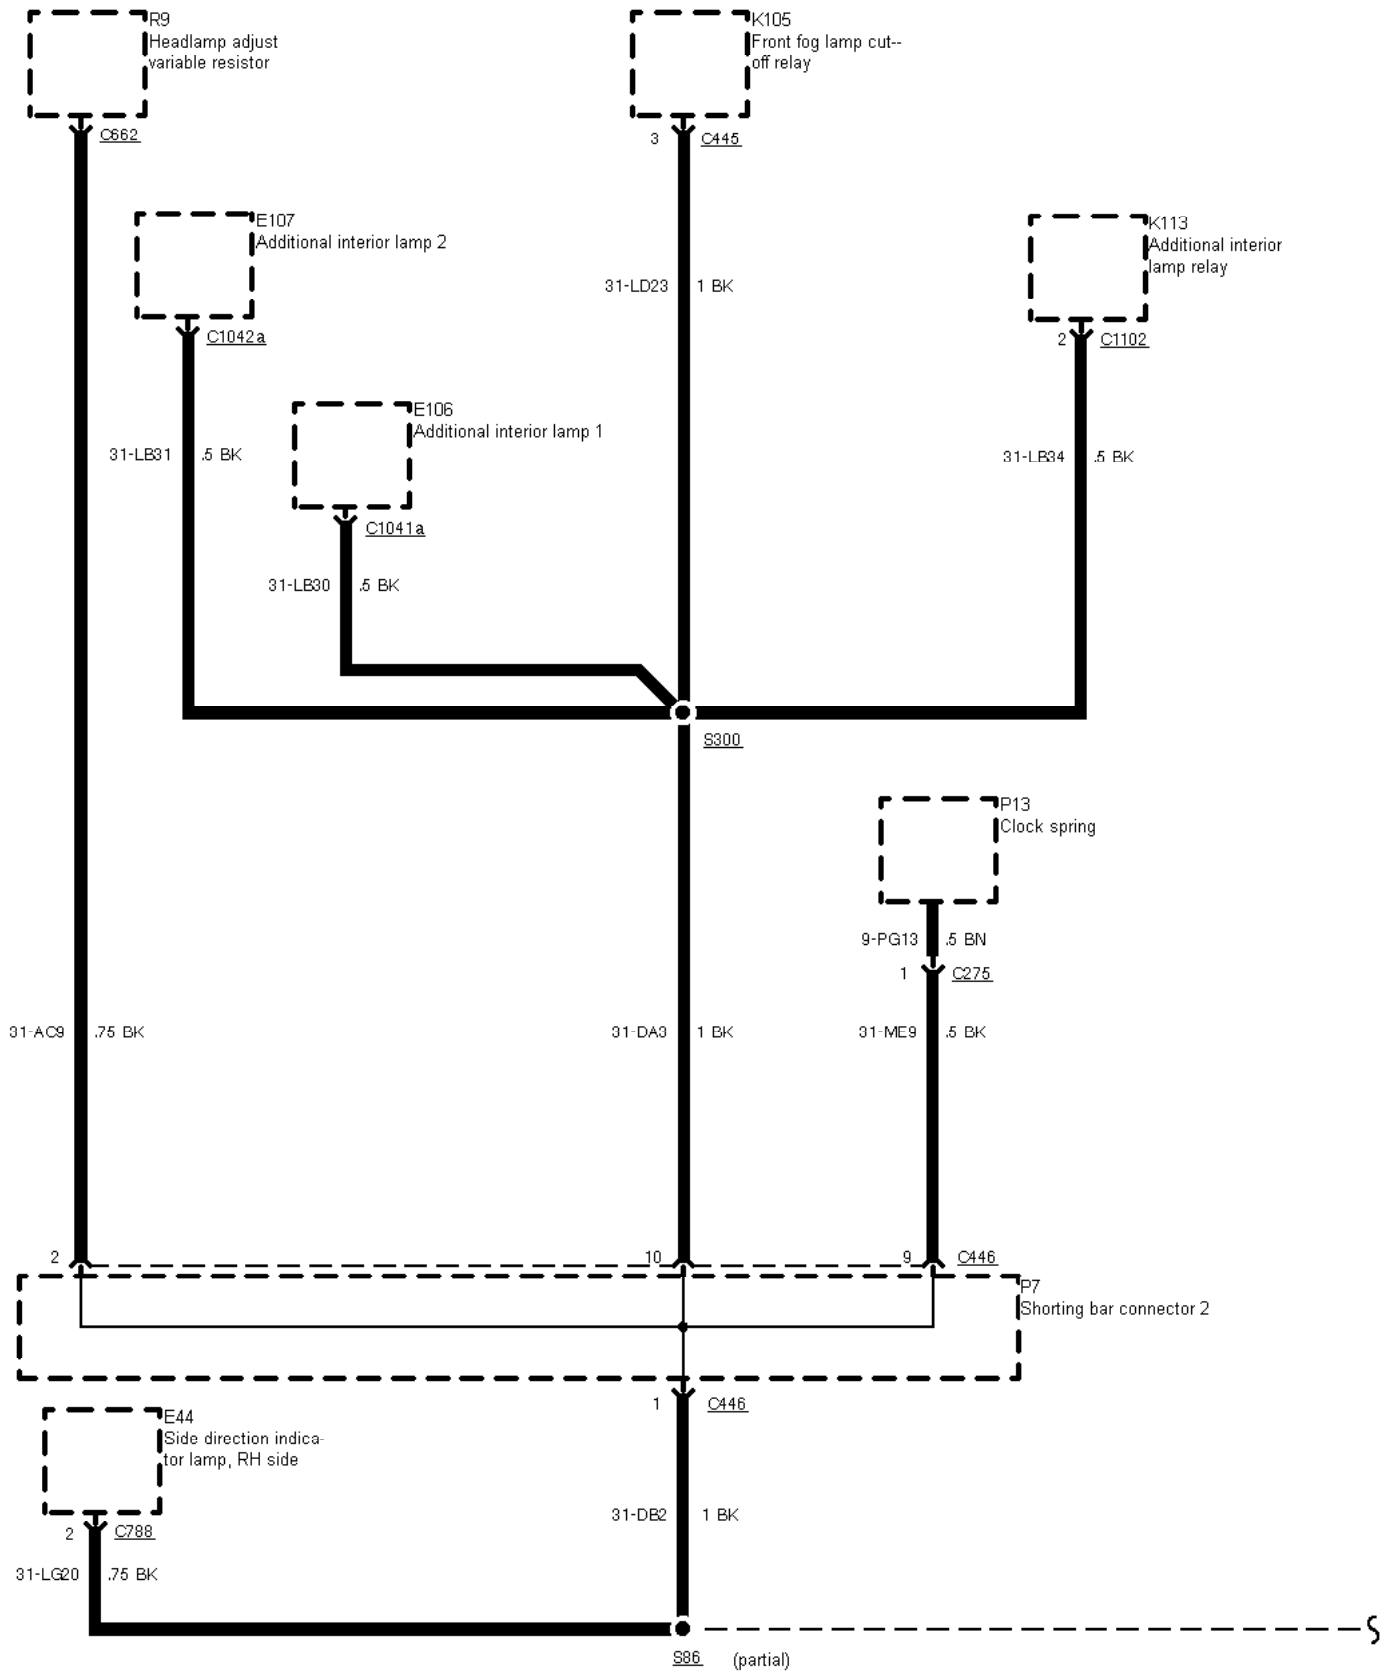 R9
Headlamp adjust
variable resistor
K105
Front fog lamp cut--
off relay
C662
3
C445
E107
Additional interior lamp 2
K113
Additional interior
lamp relay
31-LD23
1 BK
C1042a
2
C1102
E106
Additional interior lamp 1
31-LB31
.5 BK
31-LB34
.5 BK
C1041a
31-LB30
.5 BK
S300
P13
Clock spring
9-PG13
.5 BN
1
C275
31-AC9
.75 BK
31-DA3
1 BK
31-ME9
.5 BK
2
10
9
C446
P7
Shorting bar connector 2
1
C446
E44
Side direction indica-
tor lamp, RH side
31-DB2
1 BK
2
C788
31-LG20
.75 BK
S86
(partial)